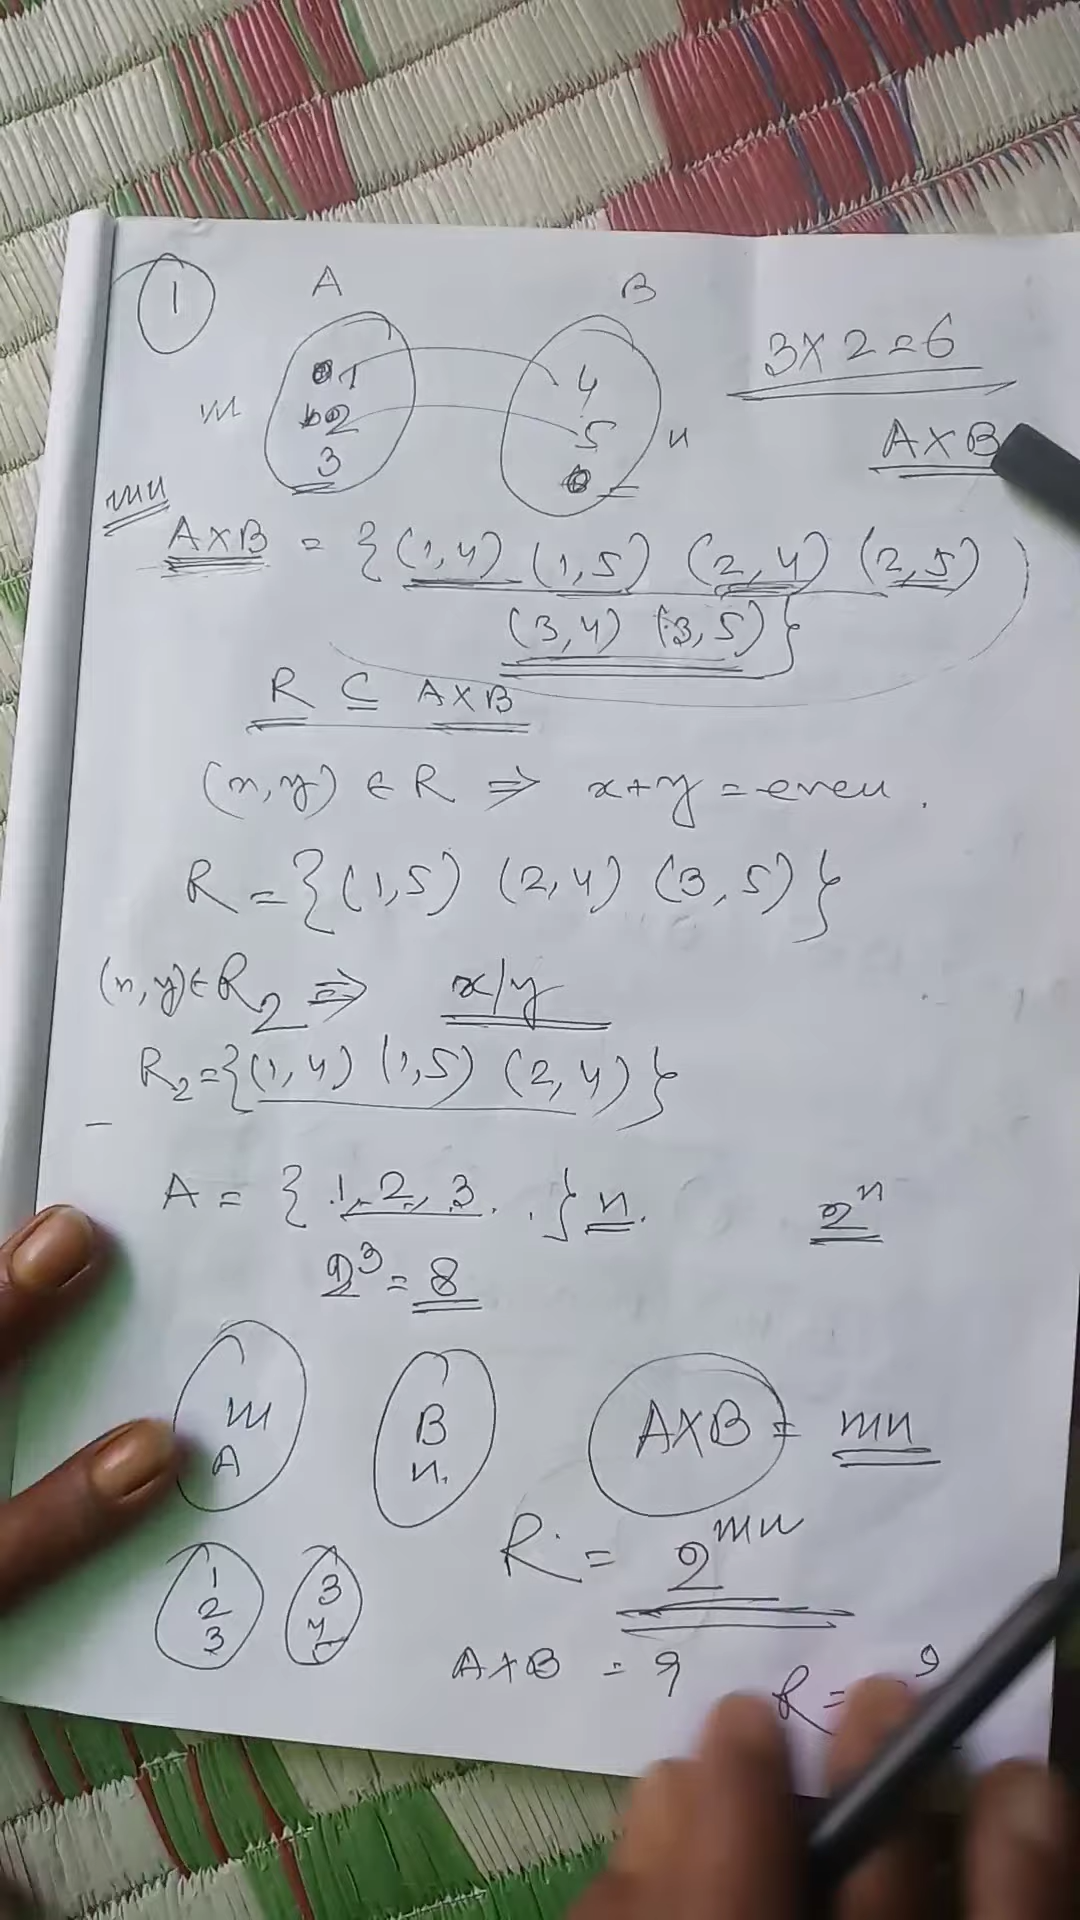 1
A B
3 × 2 = 6
1 4
m 2 5 n
3
A × B
mn
A × B = {(1,4) (1,5) (2,4) (2,5)
(3,4) (3,5)}
R ⊆ A × B
(x,y) ∈ R ⇒ x+y = even.
R = {(1,5) (2,4) (3,5)}
(x,y) ∈ R2 ⇒ x/y
R2 = {(1,4) (1,5) (2,4)}
A = {1, 2, 3 . .} n. 2^n
2^3 = 8
m B A×B = mn
A n.
R = 2^mn
1 3
2 4
3 5
A × B = 9 R =